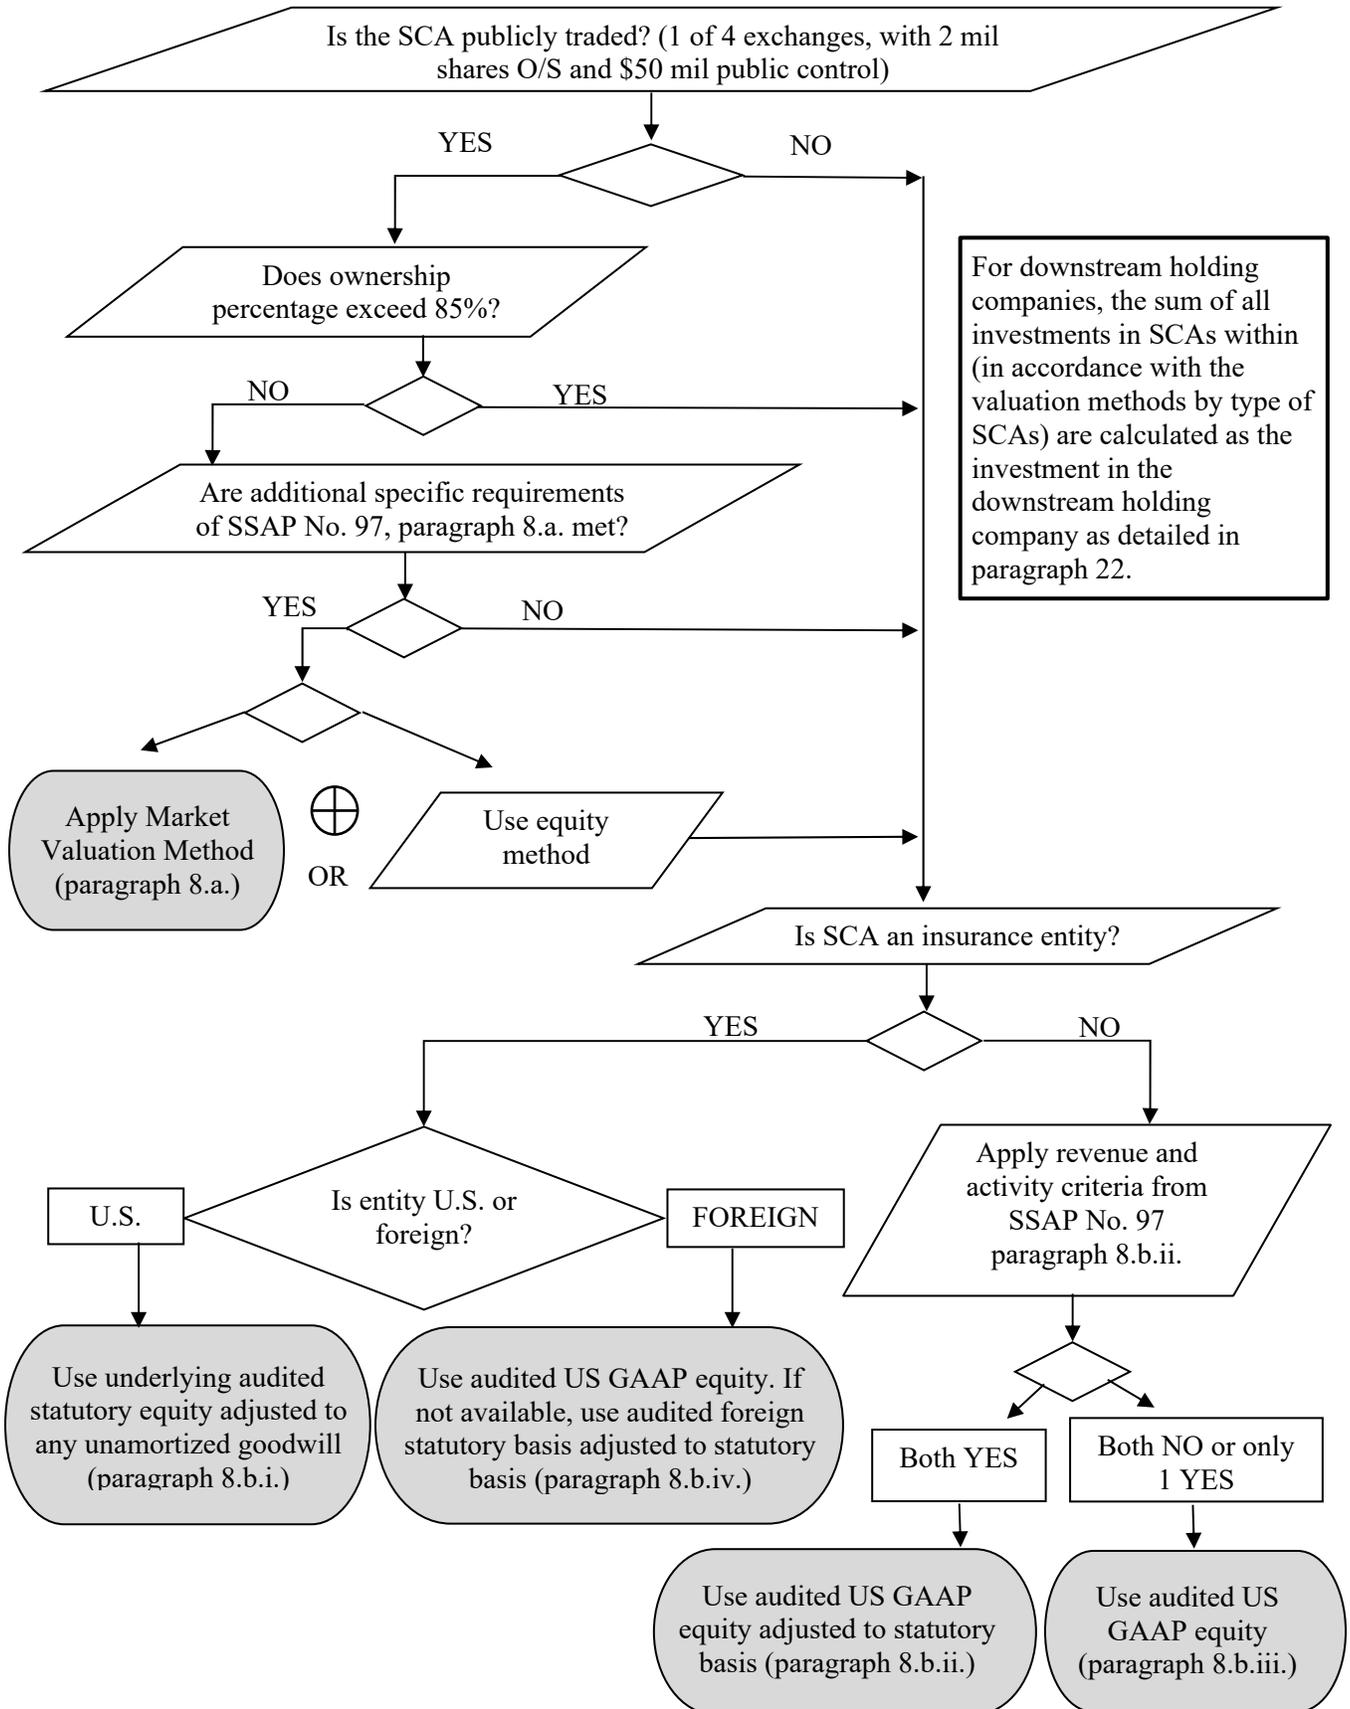 Is the SCA publicly traded? (1 of 4 exchanges, with 2 mil
shares O/S and $50 mil public control)
YES
NO
Does ownership
percentage exceed 85%?
For downstream holding
companies, the sum of all
investments in SCAs within
(in accordance with the
valuation methods by type of
SCAs) are calculated as the
investment in the
downstream holding
company as detailed in
paragraph 22.
NO
YES
Are additional specific requirements
of SSAP No. 97, paragraph 8.a. met?
YES
NO
Apply Market
Valuation Method
(paragraph 8.a.)
OR
Use equity
method
Is SCA an insurance entity?
YES
NO
Is entity U.S. or
foreign?
U.S.
FOREIGN
Apply revenue and
activity criteria from
SSAP No. 97
paragraph 8.b.ii.
Use underlying audited
statutory equity adjusted to
any unamortized goodwill
(paragraph 8.b.i.)
Use audited US GAAP equity. If
not available, use audited foreign
statutory basis adjusted to statutory
basis (paragraph 8.b.iv.)
Both YES
Both NO or only
1 YES
Use audited US GAAP
equity adjusted to statutory
basis (paragraph 8.b.ii.)
Use audited US
GAAP equity
(paragraph 8.b.iii.)